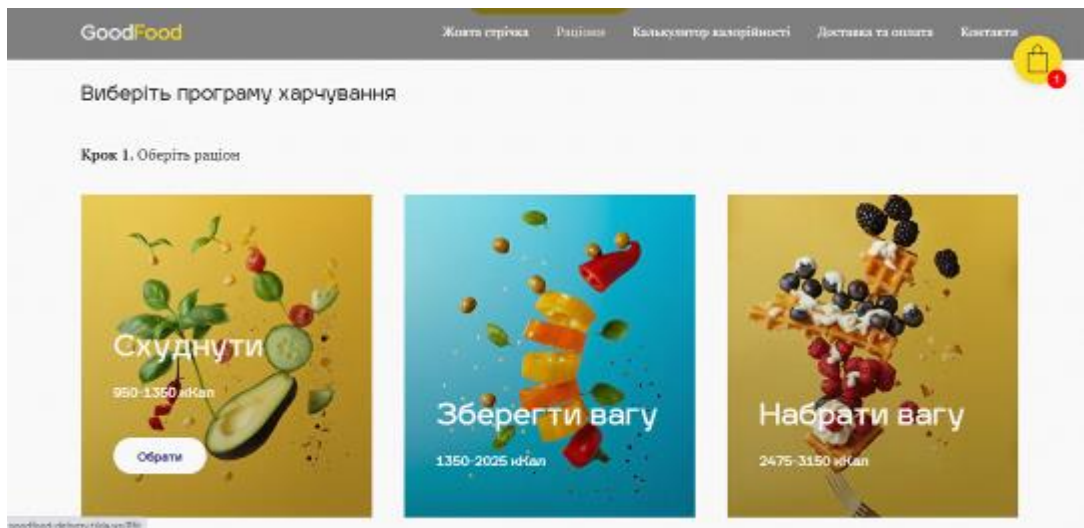 GoodFood
Жовта стрічка Раціони Калькулятор калорійності Доставка та оплата Контакти
1
Виберіть програму харчування
Крок 1. Оберіть раціон
Схуднути
950-1350 кКал
Обрати
Зберегти вагу
1350-2025 кКал
Набрати вагу
2475-3150 кКал